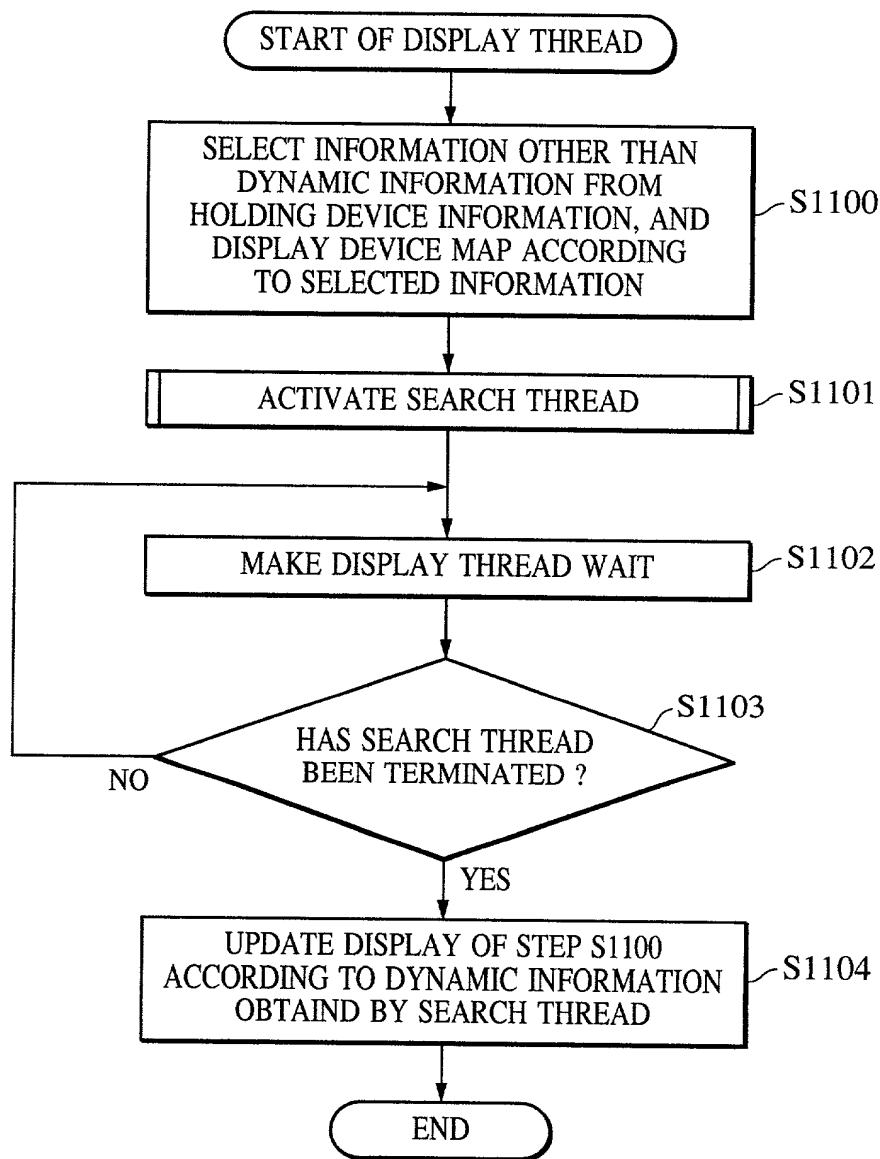 START OF DISPLAY THREAD
SELECT INFORMATION OTHER THAN
DYNAMIC INFORMATION FROM
HOLDING DEVICE INFORMATION, AND
DISPLAY DEVICE MAP ACCORDING
TO SELECTED INFORMATION
S1100
ACTIVATE SEARCH THREAD
S1101
MAKE DISPLAY THREAD WAIT
S1102
S1103
HAS SEARCH THREAD
BEEN TERMINATED ?
NO
YES
UPDATE DISPLAY OF STEP S1100
ACCORDING TO DYNAMIC INFORMATION
OBTAIND BY SEARCH THREAD
S1104
END